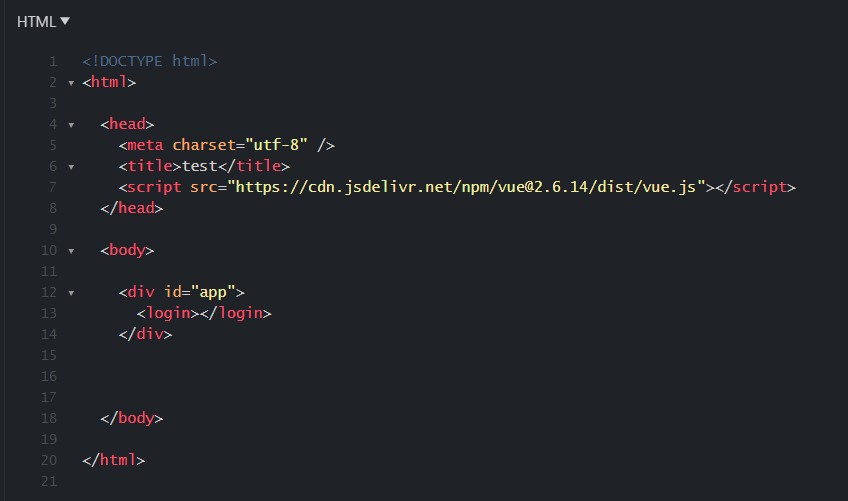 HTML ▼
1 <!DOCTYPE html>
2 ▾ <html>
3
4 ▾ <head>
5 <meta charset="utf-8" />
6 ▾ <title>test</title>
7 <script src="https://cdn.jsdelivr.net/npm/vue@2.6.14/dist/vue.js"></script>
8 </head>
9
10 ▾ <body>
11
12 ▾ <div id="app">
13 <login></login>
14 </div>
15
16
17
18 </body>
19
20 </html>
21